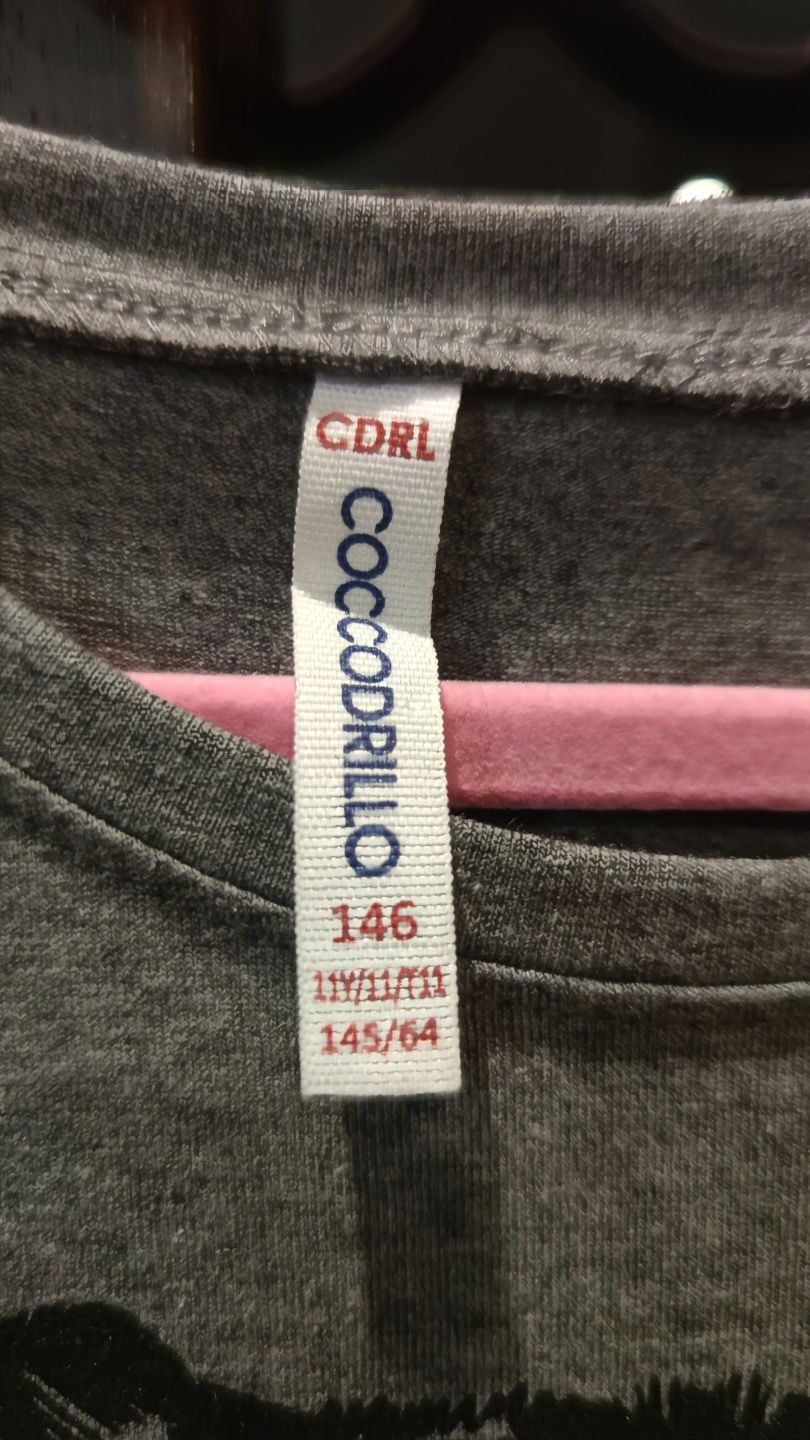 CDRL
COCCODRILLO
146
11Y/11/T11
145/64